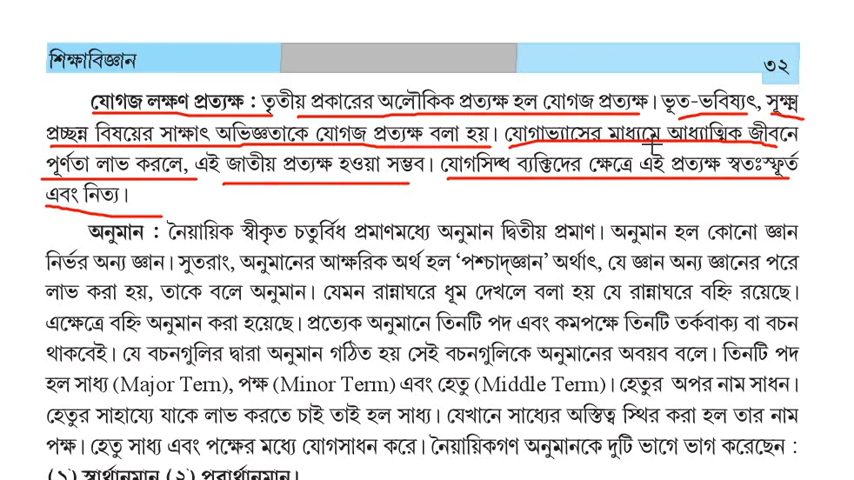 শিক্ষাবিজ্ঞান
৩২
যোগজ লক্ষণ প্রত্যক্ষ : তৃতীয় প্রকারের অলৌকিক প্রত্যক্ষ হল যোগজ প্রত্যক্ষ। ভূত-ভবিষ্যৎ, সূক্ষ্ম
প্রচ্ছন্ন বিষয়ের সাক্ষাৎ অভিজ্ঞতাকে যোগজ প্রত্যক্ষ বলা হয়। যোগাভ্যাসের মাধ্যমে আধ্যাত্মিক জীবনে
পূর্ণতা লাভ করলে, এই জাতীয় প্রত্যক্ষ হওয়া সম্ভব। যোগসিদ্ধ ব্যক্তিদের ক্ষেত্রে এই প্রত্যক্ষ স্বতঃস্ফূর্ত
এবং নিত্য।
অনুমান : নৈয়ায়িক স্বীকৃত চতুর্বিধ প্রমাণমধ্যে অনুমান দ্বিতীয় প্রমাণ। অনুমান হল কোনো জ্ঞান
নির্ভর অন্য জ্ঞান। সুতরাং, অনুমানের আক্ষরিক অর্থ হল ‘পশ্চাদ্‌জ্ঞান’ অর্থাৎ, যে জ্ঞান অন্য জ্ঞানের পরে
লাভ করা হয়, তাকে বলে অনুমান। যেমন রান্নাঘরে ধূম দেখলে বলা হয় যে রান্নাঘরে বহ্নি রয়েছে।
এক্ষেত্রে বহ্নি অনুমান করা হয়েছে। প্রত্যেক অনুমানে তিনটি পদ এবং কমপক্ষে তিনটি তর্কবাক্য বা বচন
থাকবেই। যে বচনগুলির দ্বারা অনুমান গঠিত হয় সেই বচনগুলিকে অনুমানের অবয়ব বলে। তিনটি পদ
হল সাধ্য (Major Tern), পক্ষ (Minor Term) এবং হেতু (Middle Term)। হেতুর অপর নাম সাধন।
হেতুর সাহায্যে যাকে লাভ করতে চাই তাই হল সাধ্য। যেখানে সাধ্যের অস্তিত্ব স্থির করা হল তার নাম
পক্ষ। হেতু সাধ্য এবং পক্ষের মধ্যে যোগসাধন করে। নৈয়ায়িকগণ অনুমানকে দুটি ভাগে ভাগ করেছেন :
(১) স্বার্থানুমান (২) পরার্থানুমান।